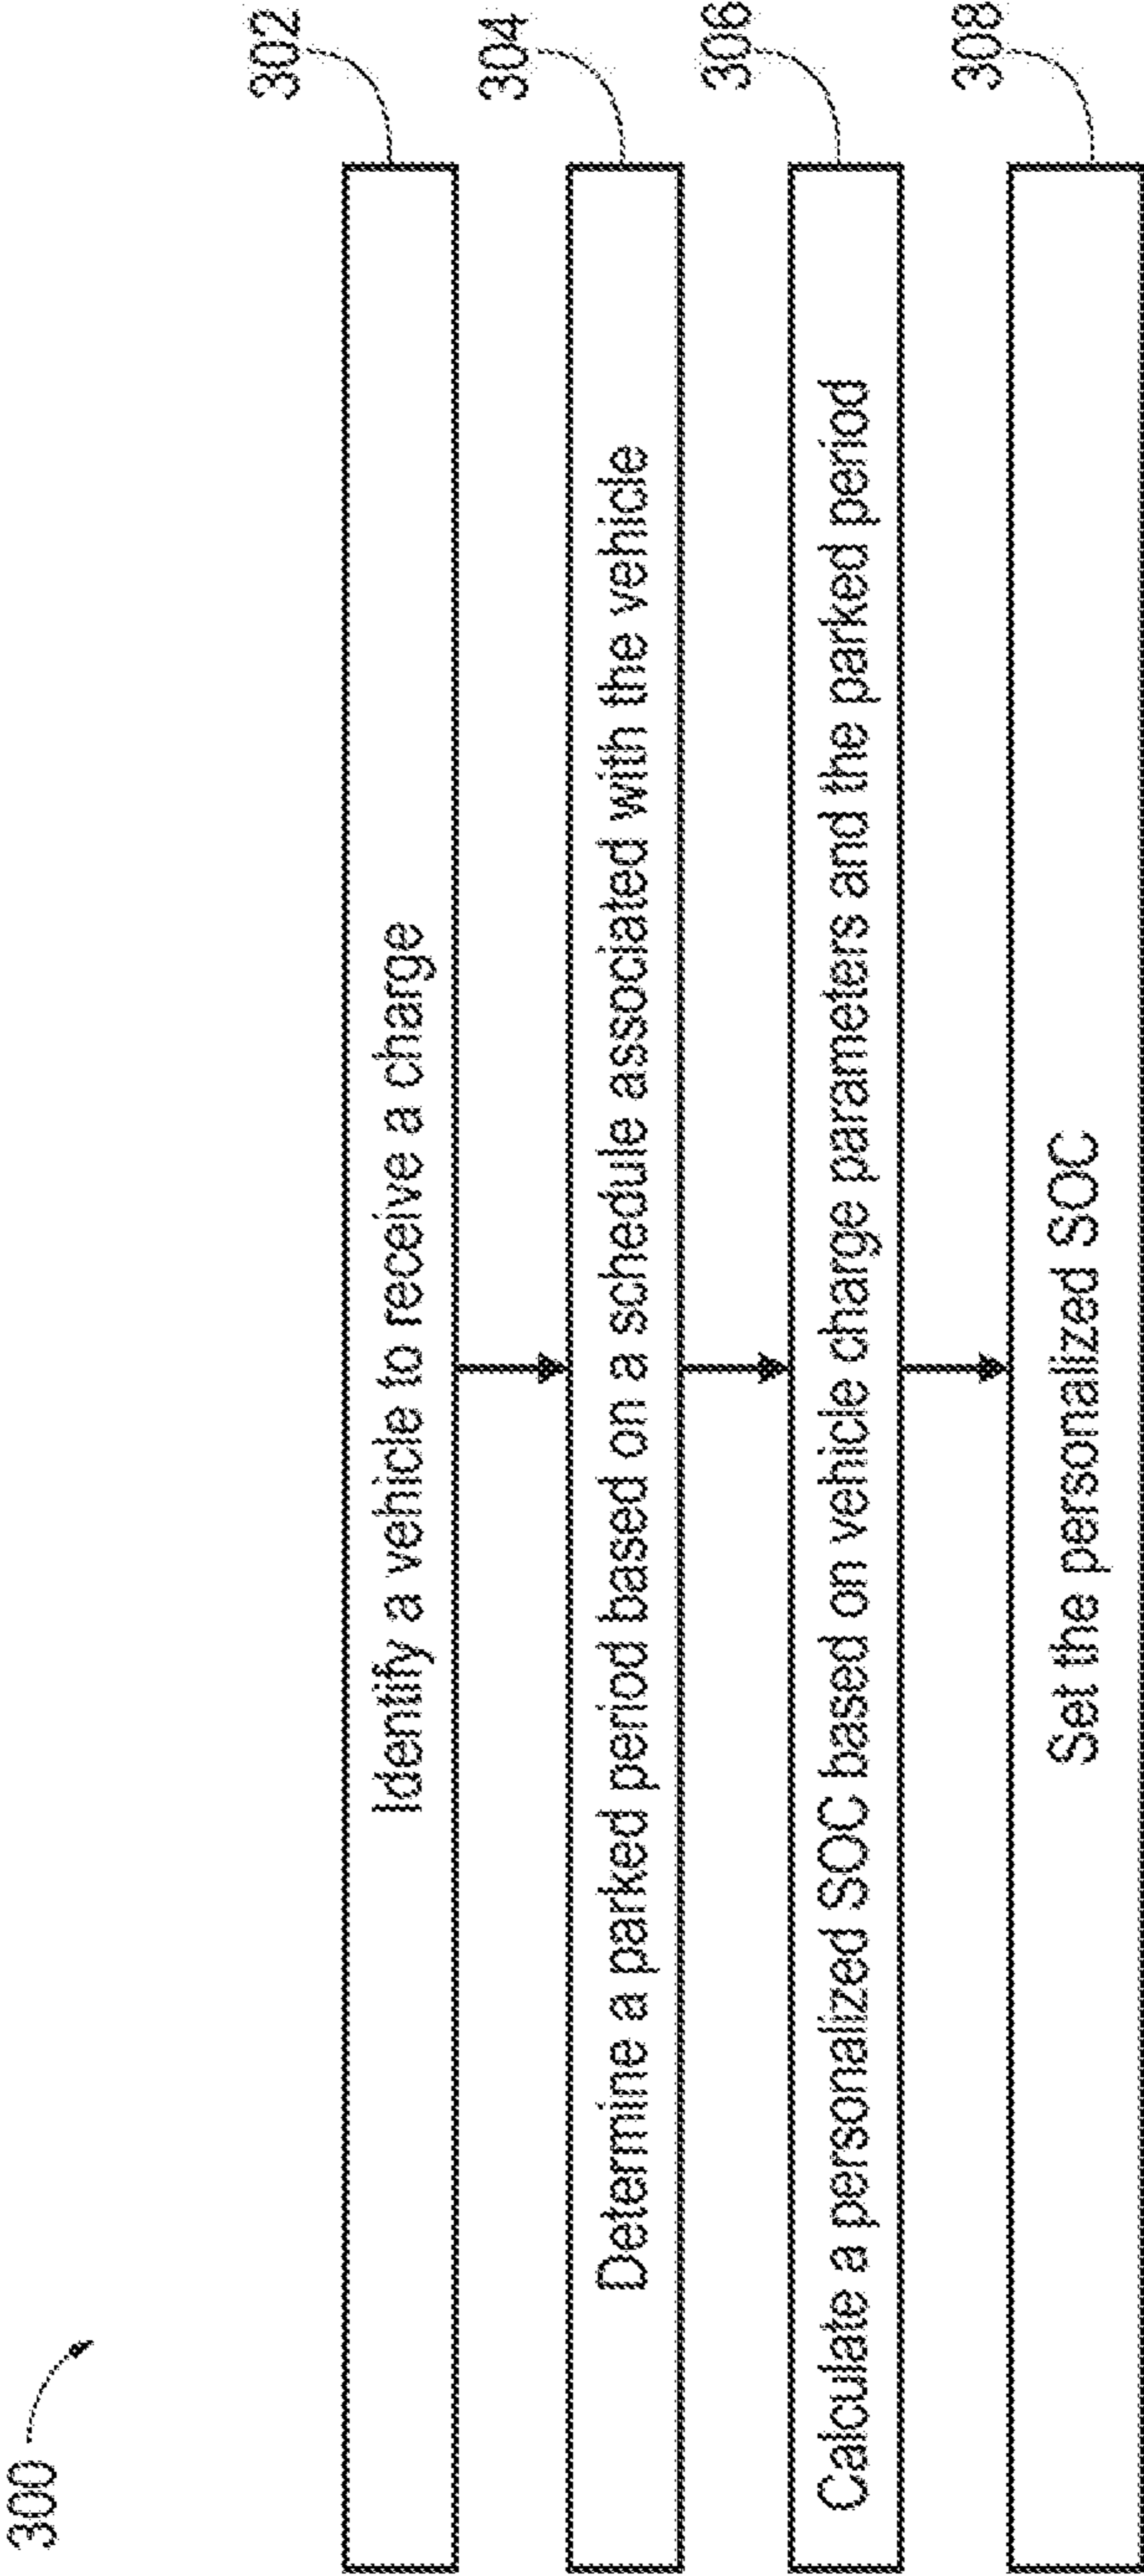 300
302
Identify a vehicle to receive a charge
304
Determine a parked period based on a schedule associated with the vehicle
306
Calculate a personalized SOC based on vehicle charge parameters and the parked period
308
Set the personalized SOC